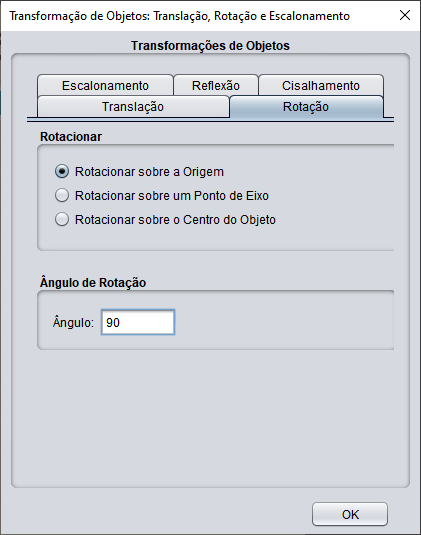 Transformação de Objetos: Translação, Rotação e Escalonamento
Transformações de Objetos
Escalonamento Reflexão Cisalhamento
Translação Rotação
Rotacionar
Rotacionar sobre a Origem
Rotacionar sobre um Ponto de Eixo
Rotacionar sobre o Centro do Objeto
Ângulo de Rotação
Ângulo: 90
OK